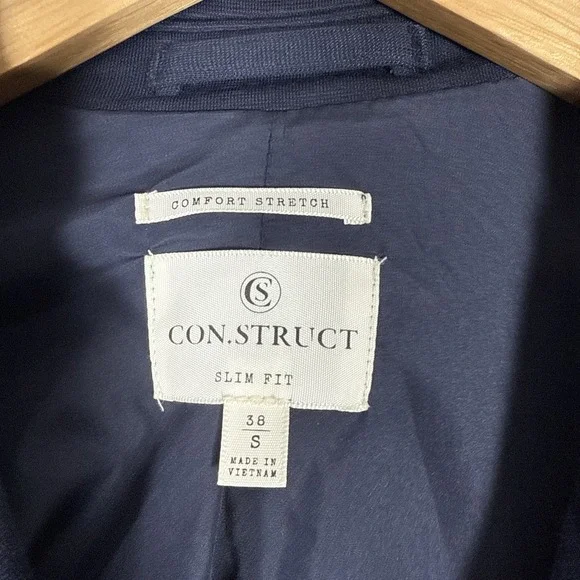 COMFORT STRETCH
CS
CON.STRUCT
SLIM FIT
38
S
MADE IN
VIETNAM